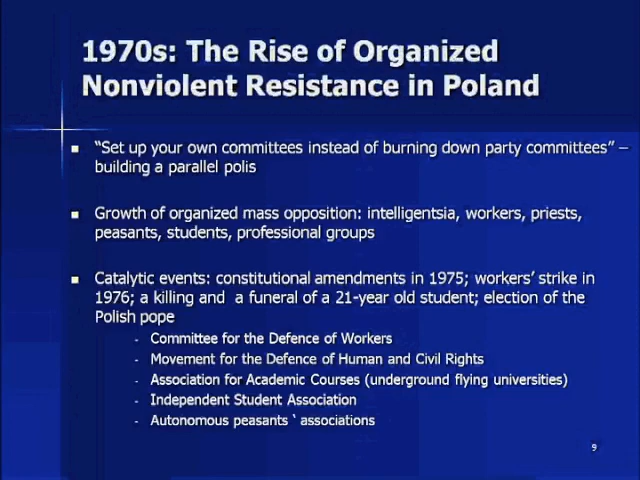 1970s: The Rise of Organized
Nonviolent Resistance in Poland
“Set up your own committees instead of burning down party committees” –
building a parallel polis
Growth of organized mass opposition: intelligentsia, workers, priests,
peasants, students, professional groups
Catalytic events: constitutional amendments in 1975; workers’ strike in
1976; a killing and  a funeral of a 21-year old student; election of the
Polish pope
- Committee for the Defence of Workers
- Movement for the Defence of Human and Civil Rights
- Association for Academic Courses (underground flying universities)
- Independent Student Association
- Autonomous peasants ‘ associations
9